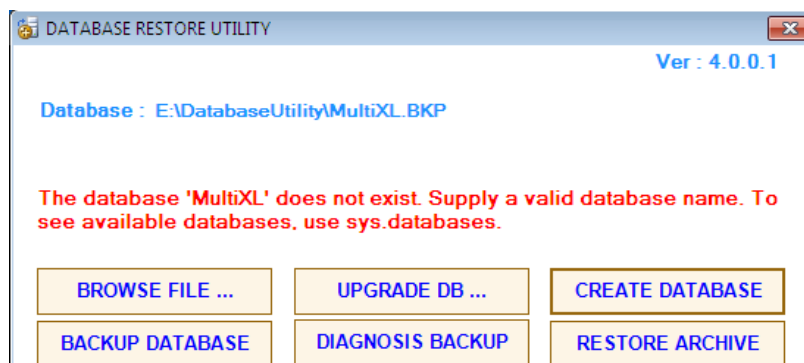 DATABASE RESTORE UTILITY
Ver : 4.0.0.1
Database : E:\DatabaseUtility\MultiXL.BKP
The database 'MultiXL' does not exist. Supply a valid database name. To
see available databases, use sys.databases.
BROWSE FILE ...
UPGRADE DB ...
CREATE DATABASE
BACKUP DATABASE
DIAGNOSIS BACKUP
RESTORE ARCHIVE